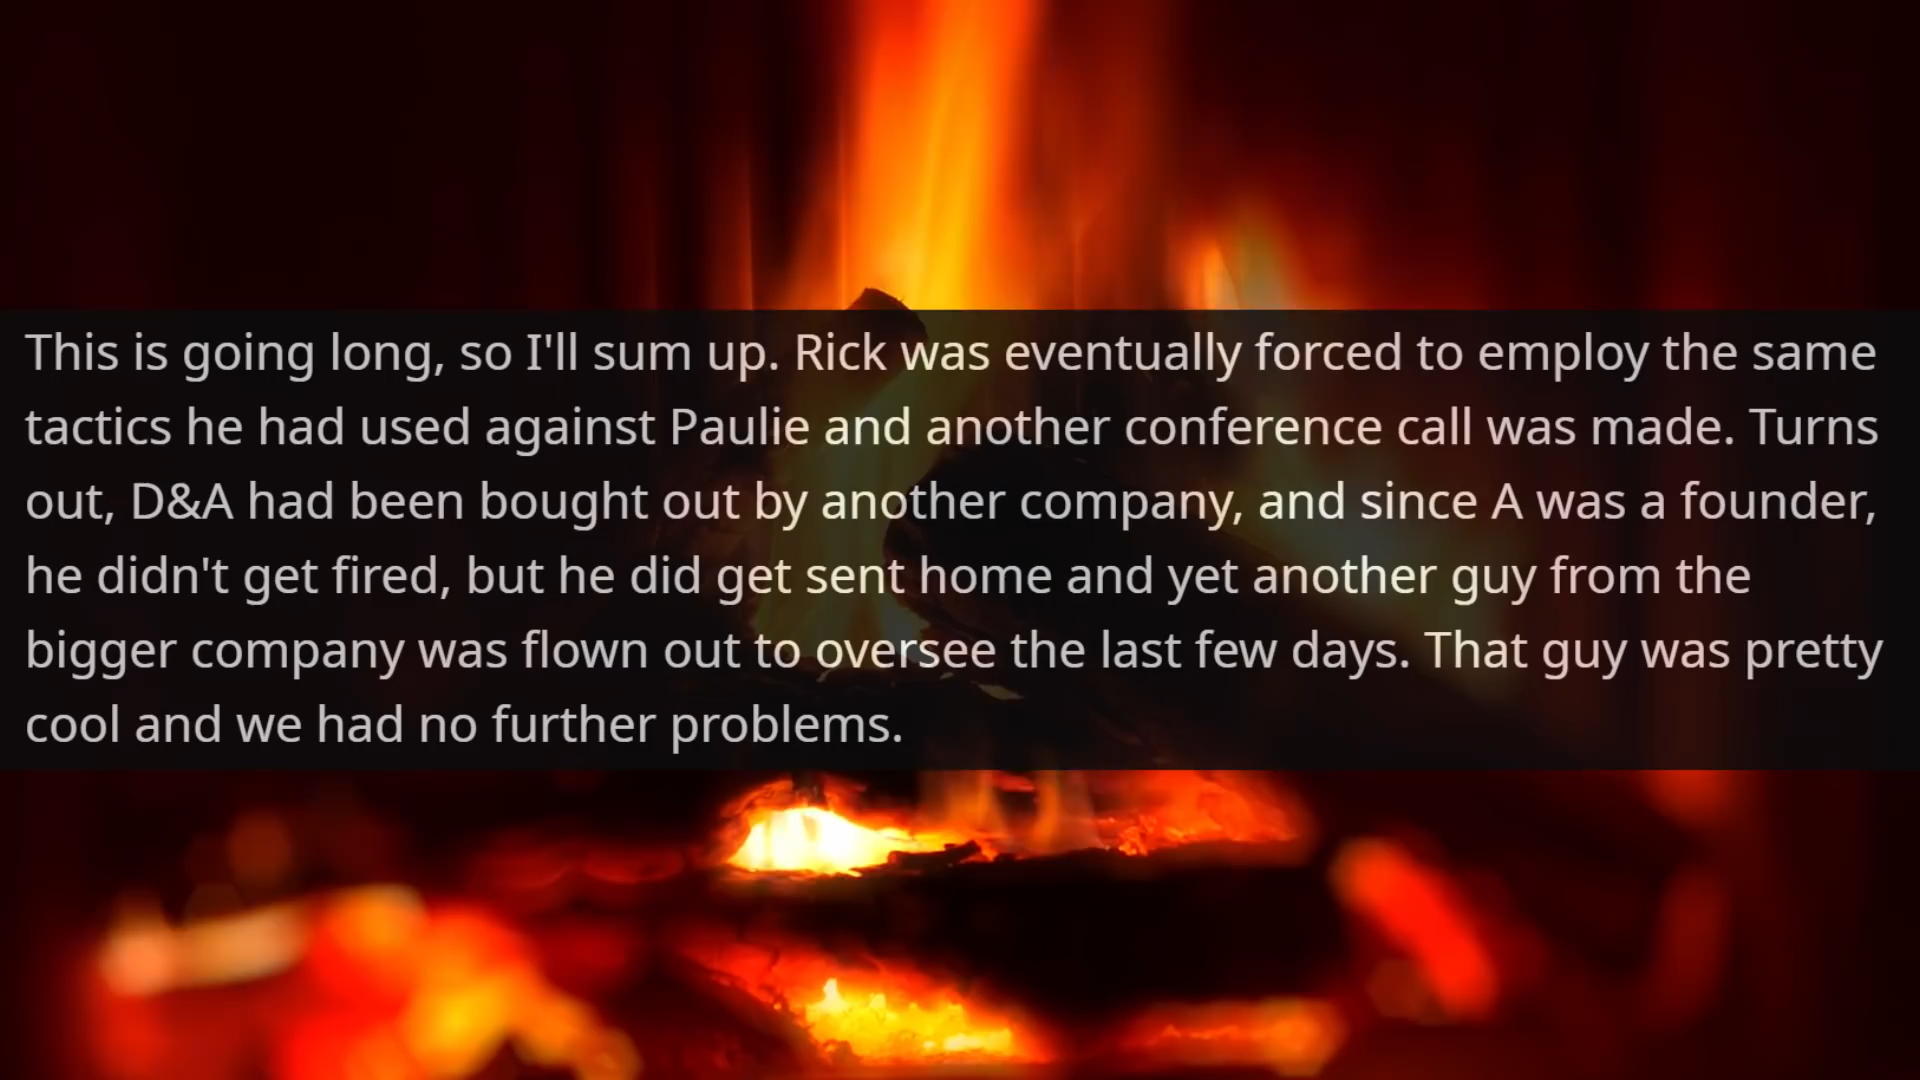 This is going long, so I'll sum up. Rick was eventually forced to employ the same
tactics he had used against Paulie and another conference call was made. Turns
out, D&A had been bought out by another company, and since A was a founder,
he didn't get fired, but he did get sent home and yet another guy from the
bigger company was flown out to oversee the last few days. That guy was pretty
cool and we had no further problems.